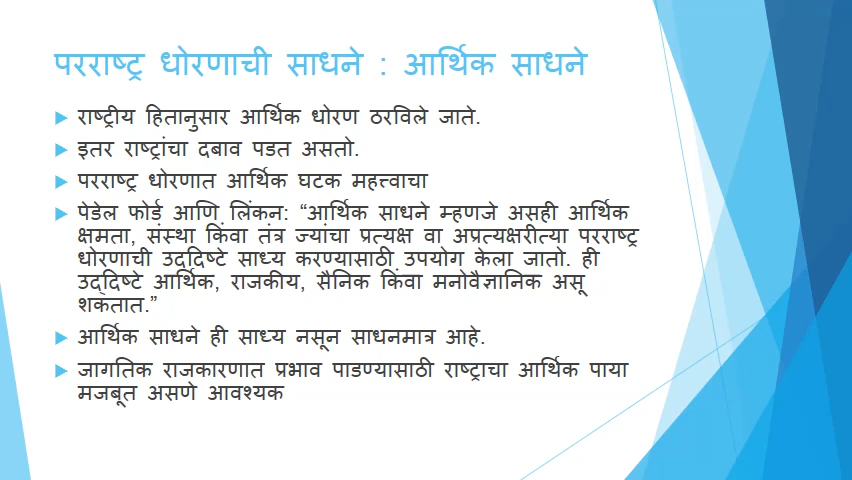 परराष्ट्र धोरणाची साधने : आर्थिक साधने
राष्ट्रीय हितानुसार आर्थिक धोरण ठरविले जाते.
इतर राष्ट्रांचा दबाव पडत असतो.
परराष्ट्र धोरणात आर्थिक घटक महत्त्वाचा
पेडेल फोर्ड आणि लिंकन: “आर्थिक साधने म्हणजे असही आर्थिक
क्षमता, संस्था किंवा तंत्र ज्यांचा प्रत्यक्ष वा अप्रत्यक्षरीत्या परराष्ट्र
धोरणाची उद्दिष्टे साध्य करण्यासाठी उपयोग केला जातो. ही
उद्दिष्टे आर्थिक, राजकीय, सैनिक किंवा मनोवैज्ञानिक असू
शकतात.”
आर्थिक साधने ही साध्य नसून साधनमात्र आहे.
जागतिक राजकारणात प्रभाव पाडण्यासाठी राष्ट्राचा आर्थिक पाया
मजबूत असणे आवश्यक